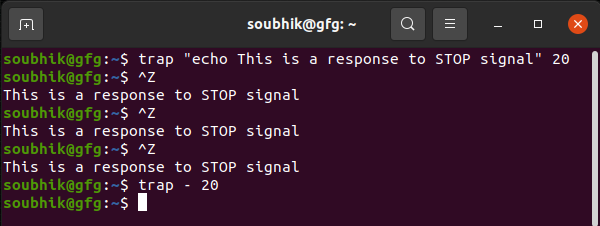 soubhik@gfg: ~
soubhik@gfg:~$ trap "echo This is a response to STOP signal" 20
soubhik@gfg:~$ ^Z
This is a response to STOP signal
soubhik@gfg:~$ ^Z
This is a response to STOP signal
soubhik@gfg:~$ ^Z
This is a response to STOP signal
soubhik@gfg:~$ trap - 20
soubhik@gfg:~$